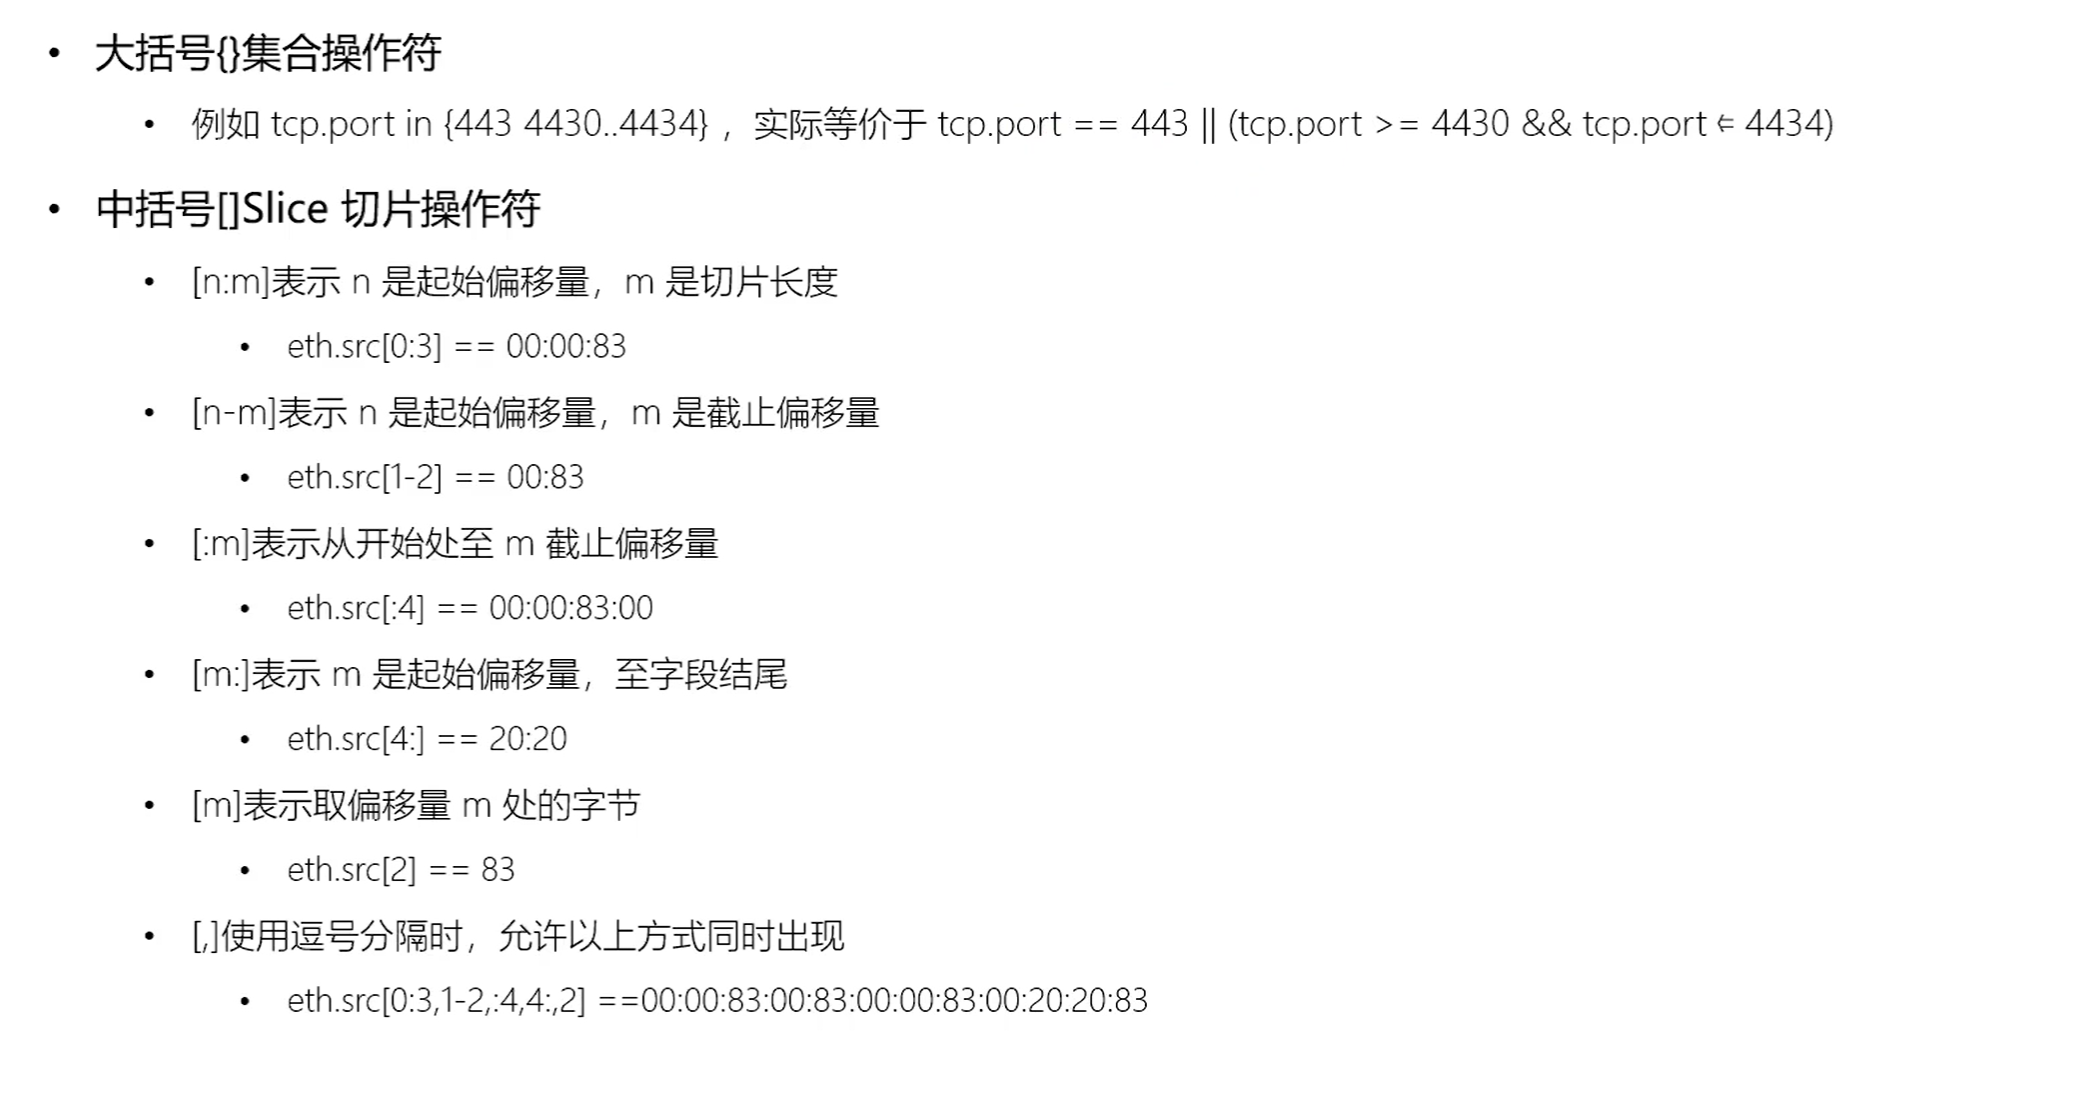 • 大括号{}集合操作符
• 例如 tcp.port in {443 4430..4434} ，实际等价于 tcp.port == 443 || (tcp.port >= 4430 && tcp.port ⋸ 4434)
• 中括号[]Slice 切片操作符
• [n:m]表示 n 是起始偏移量，m 是切片长度
• eth.src[0:3] == 00:00:83
• [n-m]表示 n 是起始偏移量，m 是截止偏移量
• eth.src[1-2] == 00:83
• [:m]表示从开始处至 m 截止偏移量
• eth.src[:4] == 00:00:83:00
• [m:]表示 m 是起始偏移量，至字段结尾
• eth.src[4:] == 20:20
• [m]表示取偏移量 m 处的字节
• eth.src[2] == 83
• [,]使用逗号分隔时，允许以上方式同时出现
• eth.src[0:3,1-2,:4,4:,2] ==00:00:83:00:83:00:00:83:00:20:20:83